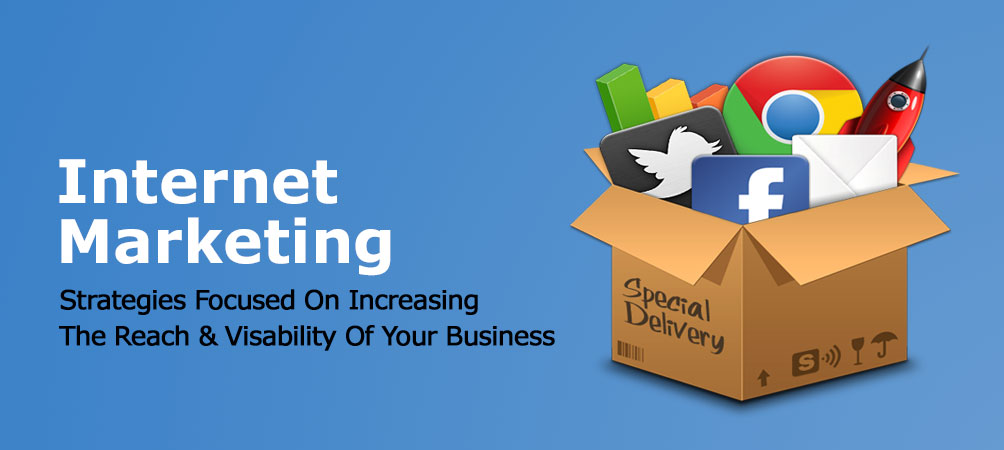 Internet
Marketing
Strategies Focused On Increasing
The Reach & Visability Of Your Business
f
Special
Delivery
S